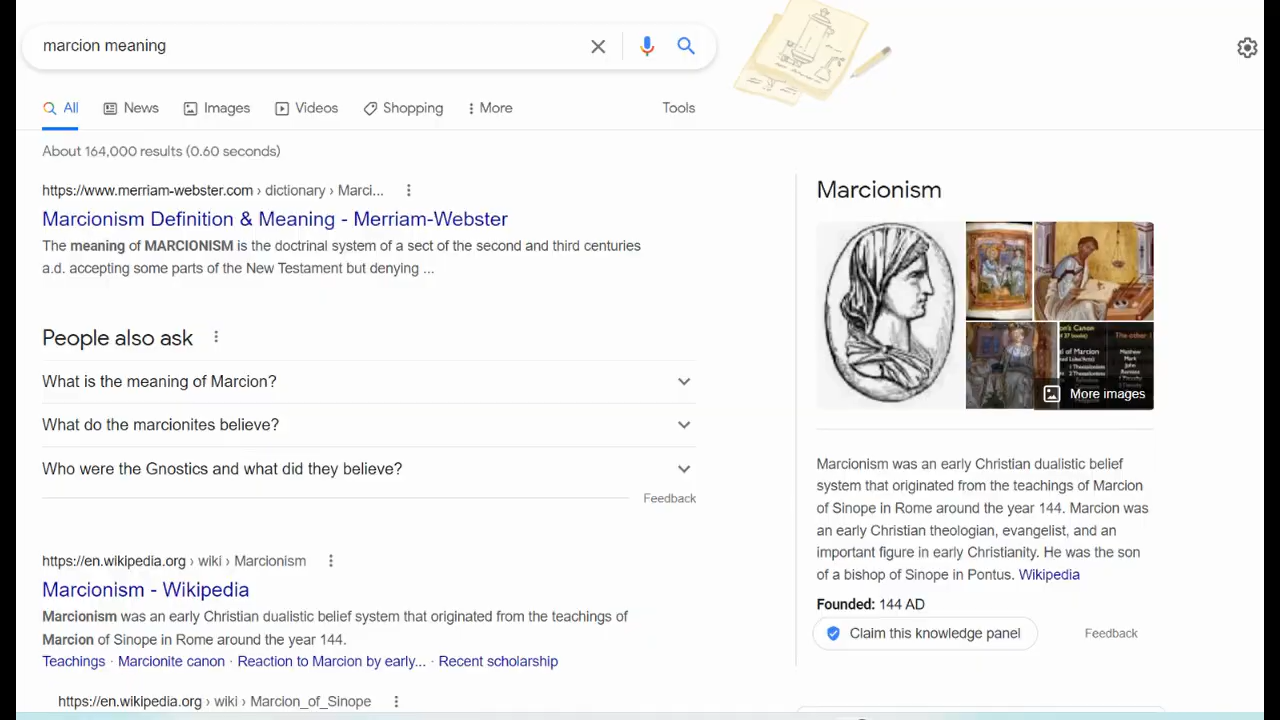 marcion meaning
All
News
Images
Videos
Shopping
More
Tools
About 164,000 results (0.60 seconds)
https://www.merriam-webster.com › dictionary › Marci...
Marcionism Definition & Meaning - Merriam-Webster
The meaning of MARCIONISM is the doctrinal system of a sect of the second and third centuries
a.d. accepting some parts of the New Testament but denying ...
People also ask
What is the meaning of Marcion?
What do the marcionites believe?
Who were the Gnostics and what did they believe?
Feedback
https://en.wikipedia.org › wiki › Marcionism
Marcionism - Wikipedia
Marcionism was an early Christian dualistic belief system that originated from the teachings of
Marcion of Sinope in Rome around the year 144.
Teachings · Marcionite canon · Reaction to Marcion by early... · Recent scholarship
https://en.wikipedia.org › wiki › Marcion_of_Sinope
Marcionism
on's Canon
The other
of Marcion
Matthew
Mark
John
More images
Marcionism was an early Christian dualistic belief
system that originated from the teachings of Marcion
of Sinope in Rome around the year 144. Marcion was
an early Christian theologian, evangelist, and an
important figure in early Christianity. He was the son
of a bishop of Sinope in Pontus. Wikipedia
Founded: 144 AD
Claim this knowledge panel
Feedback